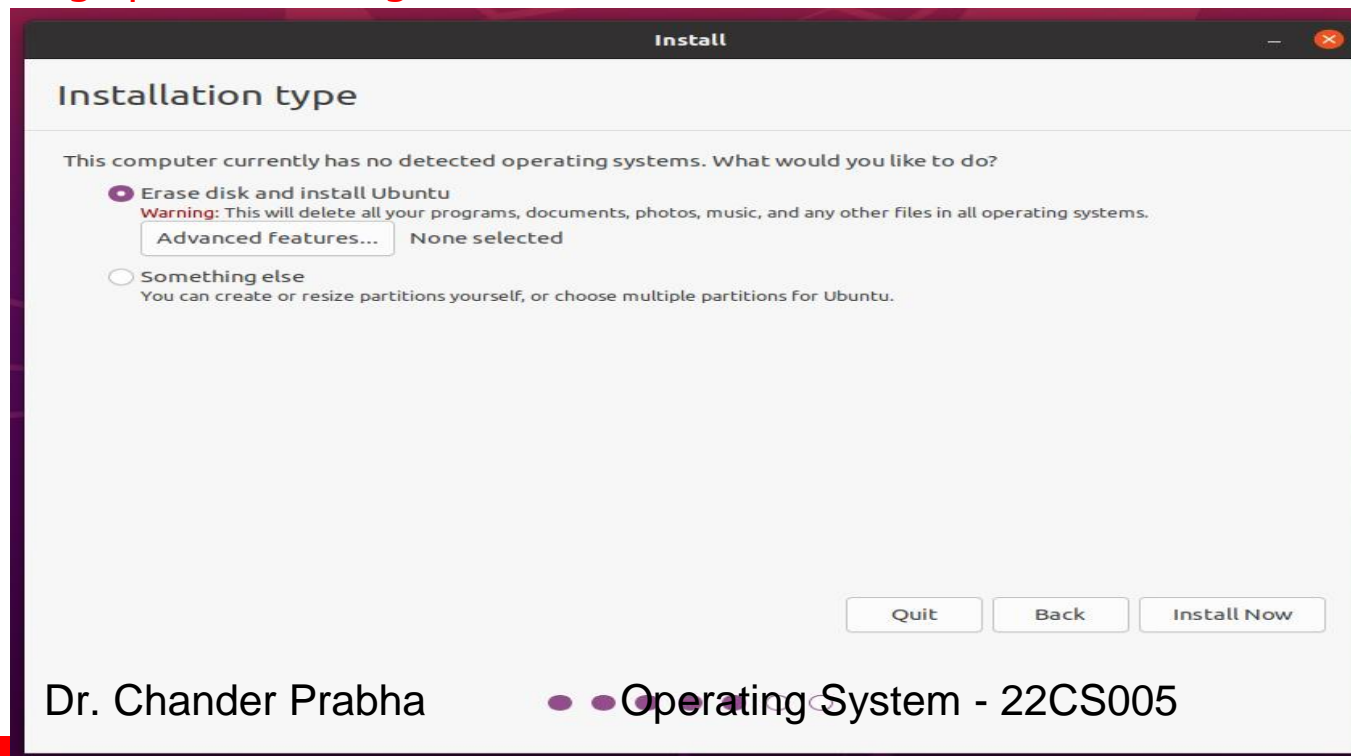 Install
Installation type
This computer currently has no detected operating systems. What would you like to do?
Erase disk and install Ubuntu
Warning: This will delete all your programs, documents, photos, music, and any other files in all operating systems.
Advanced features... None selected
Something else
You can create or resize partitions yourself, or choose multiple partitions for Ubuntu.
Quit Back Install Now
Dr. Chander Prabha Operating System - 22CS005